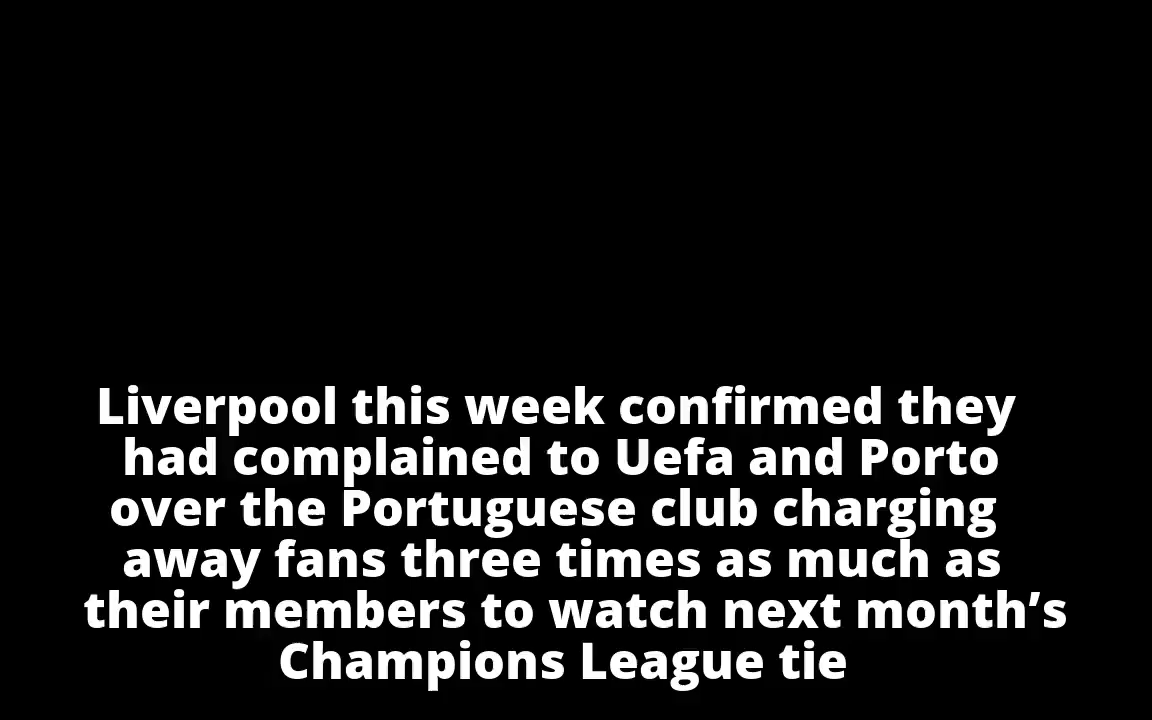 Liverpool this week confirmed they
had complained to Uefa and Porto
over the Portuguese club charging
away fans three times as much as
their members to watch next month’s
Champions League tie